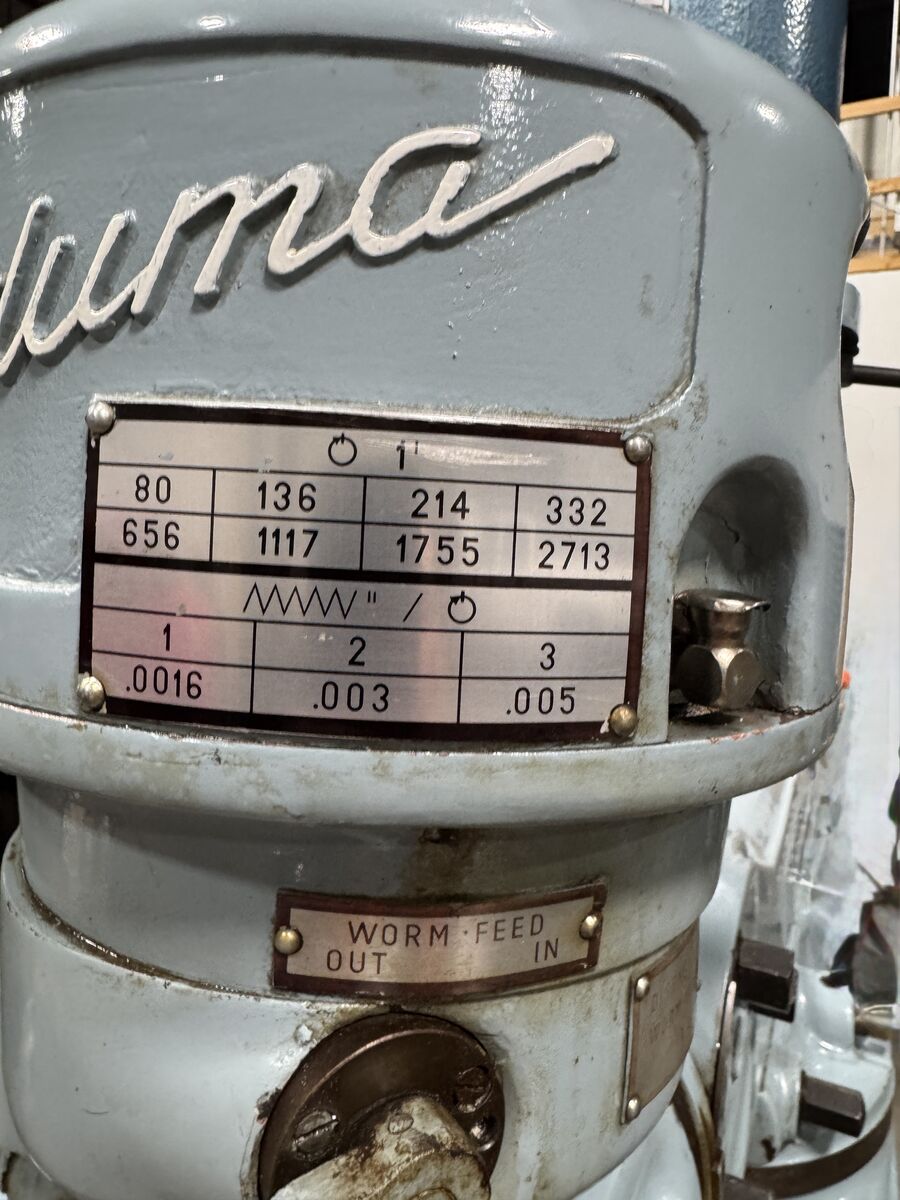 uma
1'
80 136 214 332
656 1117 1755 2713
" /
1 2 3
.0016 .003 .005
WORM·FEED
OUT IN